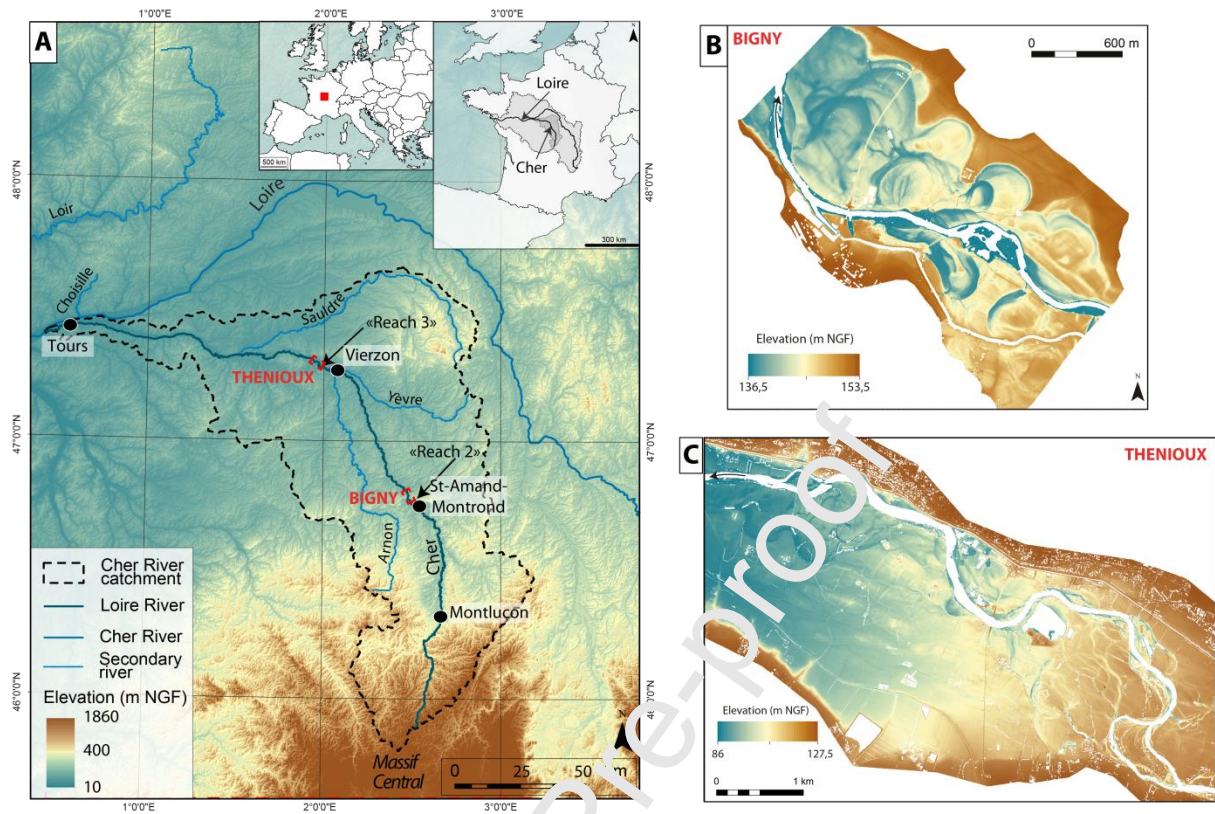 A
1°0'0"E
2°0'0"E
3°0'0"E
N
500 km
Loire
Cher
300 km
48°0'0"N
48°0'0"N
Loir
Loire
Choisille
Sauldre
«Reach 3»
Tours
Vierzon
THENIOUX
Yèvre
47°0'0"N
47°0'0"N
«Reach 2»
BIGNY
St-Amand-
Montrond
Arnon
Cher
Montluçon
46°0'0"N
Massif
Central
Cher River
catchment
Loire River
Cher River
Secondary
river
Elevation (m NGF)
1860
400
10
0 25 50
1°0'0"E
2°0'0"E
3°0'0"E
B
BIGNY
0 600 m
Elevation (m NGF)
136,5 153,5
N
C
THENIOUX
Elevation (m NGF)
86 127,5
0 1 km
N
re-proof